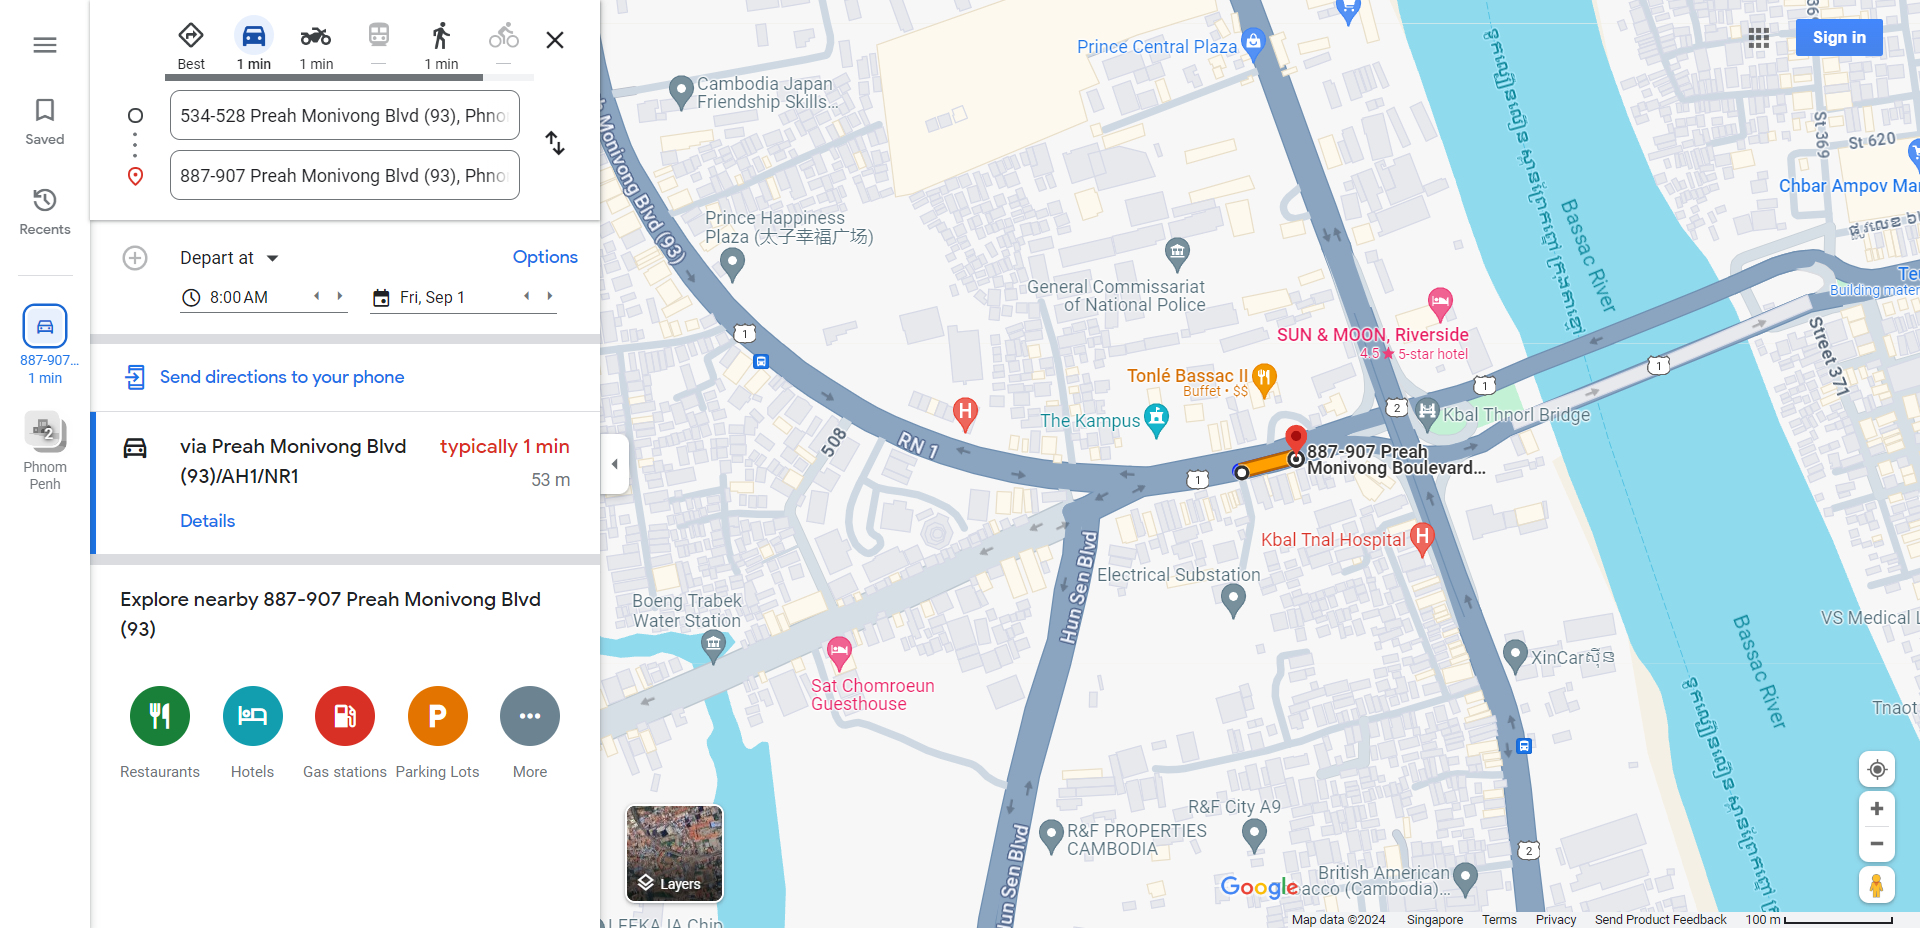 Best
1 min
1 min
1 min
534-528 Preah Monivong Blvd (93), Phno
887-907 Preah Monivong Blvd (93), Phno
Saved
Recents
887-907...
1 min
Phnom
Penh
2
Depart at
Options
8:00 AM
Fri, Sep 1
Send directions to your phone
via Preah Monivong Blvd
(93)/AH1/NR1
typically 1 min
53 m
Details
Explore nearby 887-907 Preah Monivong Blvd
(93)
Restaurants
Hotels
Gas stations
Parking Lots
More
Layers
Sign in
Prince Central Plaza
Cambodia Japan
Friendship Skills...
Monivong Blvd (93)
Prince Happiness
Plaza (太子幸福广场)
General Commissariat
of National Police
SUN & MOON, Riverside
4.5★ 5-star hotel
Tonlé Bassac II
Buffet • $$
The Kampus
H
508
RN 1
1
1
1
1
2
2
Kbal Thnorl Bridge
887-907 Preah
Monivong Boulevard...
Kbal Tnal Hospital
H
Electrical Substation
Hun Sen Blvd
Hun Sen Blvd
Boeng Trabek
Water Station
Sat Chomroeun
Guesthouse
XinCar
Bassac River
Bassac River
St 369
St 620
Chbar Ampov Ma
Te
Building mater
Street 371
VS Medical
Tnaot
R&F City A9
R&F PROPERTIES
CAMBODIA
British American
acco (Cambodia)...
Google
Map data ©2024
Singapore
Terms
Privacy
Send Product Feedback
100 m